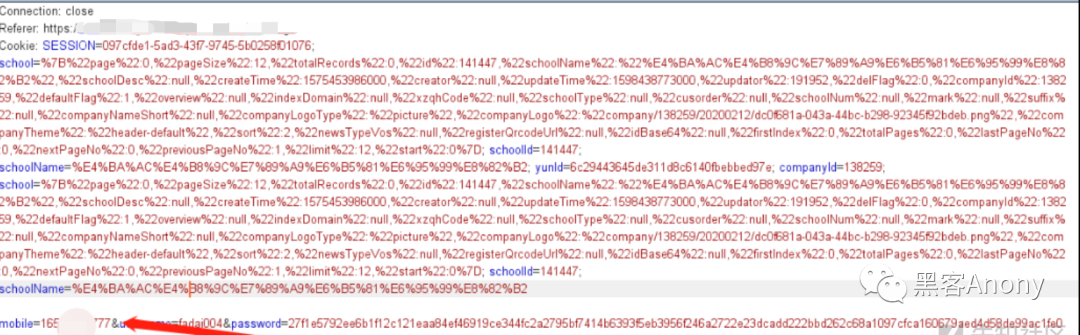 Connection: close
Referer: https:/
Cookie: SESSION=097cfde1-5ad3-43f7-9745-5b0258f01076;
school=%7B%22page%22:0,%22pageSize%22:12,%22totalRecords%22:0,%22id%22:141447,%22schoolName%22:%22%E4%BA%AC%E4%B8%9C%E7%89%A9%E6%B5%81%E6%95%99%E8%8
2%B2%22,%22schoolDesc%22:null,%22createTime%22:1575453986000,%22creator%22:null,%22updateTime%22:1598438773000,%22updator%22:191952,%22delFlag%22:0,%22companyId%22:1382
59,%22defaultFlag%22:1,%22overview%22:null,%22indexDomain%22:null,%22xzqhCode%22:null,%22schoolType%22:null,%22cusorder%22:null,%22schoolNum%22:null,%22mark%22:null,%22suffix%
22:null,%22companyNameShort%22:null,%22companyLogoType%22:%22picture%22,%22companyLogo%22:%22company/138259/20200212/dc0f681a-043a-44bc-b298-92345f92bdeb.png%22,%22com
panyTheme%22:%22header-default%22,%22sort%22:2,%22newsTypeVos%22:null,%22registerQrcodeUrl%22:null,%22idBase64%22:null,%22firstIndex%22:0,%22totalPages%22:0,%22lastPageNo%22
:0,%22nextPageNo%22:0,%22previousPageNo%22:1,%22limit%22:12,%22start%22:0%7D; schoolId=141447;
schoolName=%E4%BA%AC%E4%B8%9C%E7%89%A9%E6%B5%81%E6%95%99%E8%82%B2; yunId=6c29443645de311d8c6140fbebbed97e; companyId=138259;
school=%7B%22page%22:0,%22pageSize%22:12,%22totalRecords%22:0,%22id%22:141447,%22schoolName%22:%22%E4%BA%AC%E4%B8%9C%E7%89%A9%E6%B5%81%E6%95%99%E8%8
2%B2%22,%22schoolDesc%22:null,%22createTime%22:1575453986000,%22creator%22:null,%22updateTime%22:1598438773000,%22updator%22:191952,%22delFlag%22:0,%22companyId%22:1382
59,%22defaultFlag%22:1,%22overview%22:null,%22indexDomain%22:null,%22xzqhCode%22:null,%22schoolType%22:null,%22cusorder%22:null,%22schoolNum%22:null,%22mark%22:null,%22suffix%
22:null,%22companyNameShort%22:null,%22companyLogoType%22:%22picture%22,%22companyLogo%22:%22company/138259/20200212/dc0f681a-043a-44bc-b298-92345f92bdeb.png%22,%22com
panyTheme%22:%22header-default%22,%22sort%22:2,%22newsTypeVos%22:null,%22registerQrcodeUrl%22:null,%22idBase64%22:null,%22firstIndex%22:0,%22totalPages%22:0,%22lastPageNo%22
:0,%22nextPageNo%22:0,%22previousPageNo%22:1,%22limit%22:12,%22start%22:0%7D; schoolId=141447;
schoolName=%E4%BA%AC%E4%B8%9C%E7%89%A9%E6%B5%81%E6%95%99%E8%82%B2
黑客Anony
mobile=165 777&u =fadai004&password=27f1e5792ee6b1f12c121eaa84ef46919ce344fc2a2795bf7414b6393f5eb3956f246a2722e23dcadd222bbd262c68a1097cfca160679aed4d58de99ac1fe0